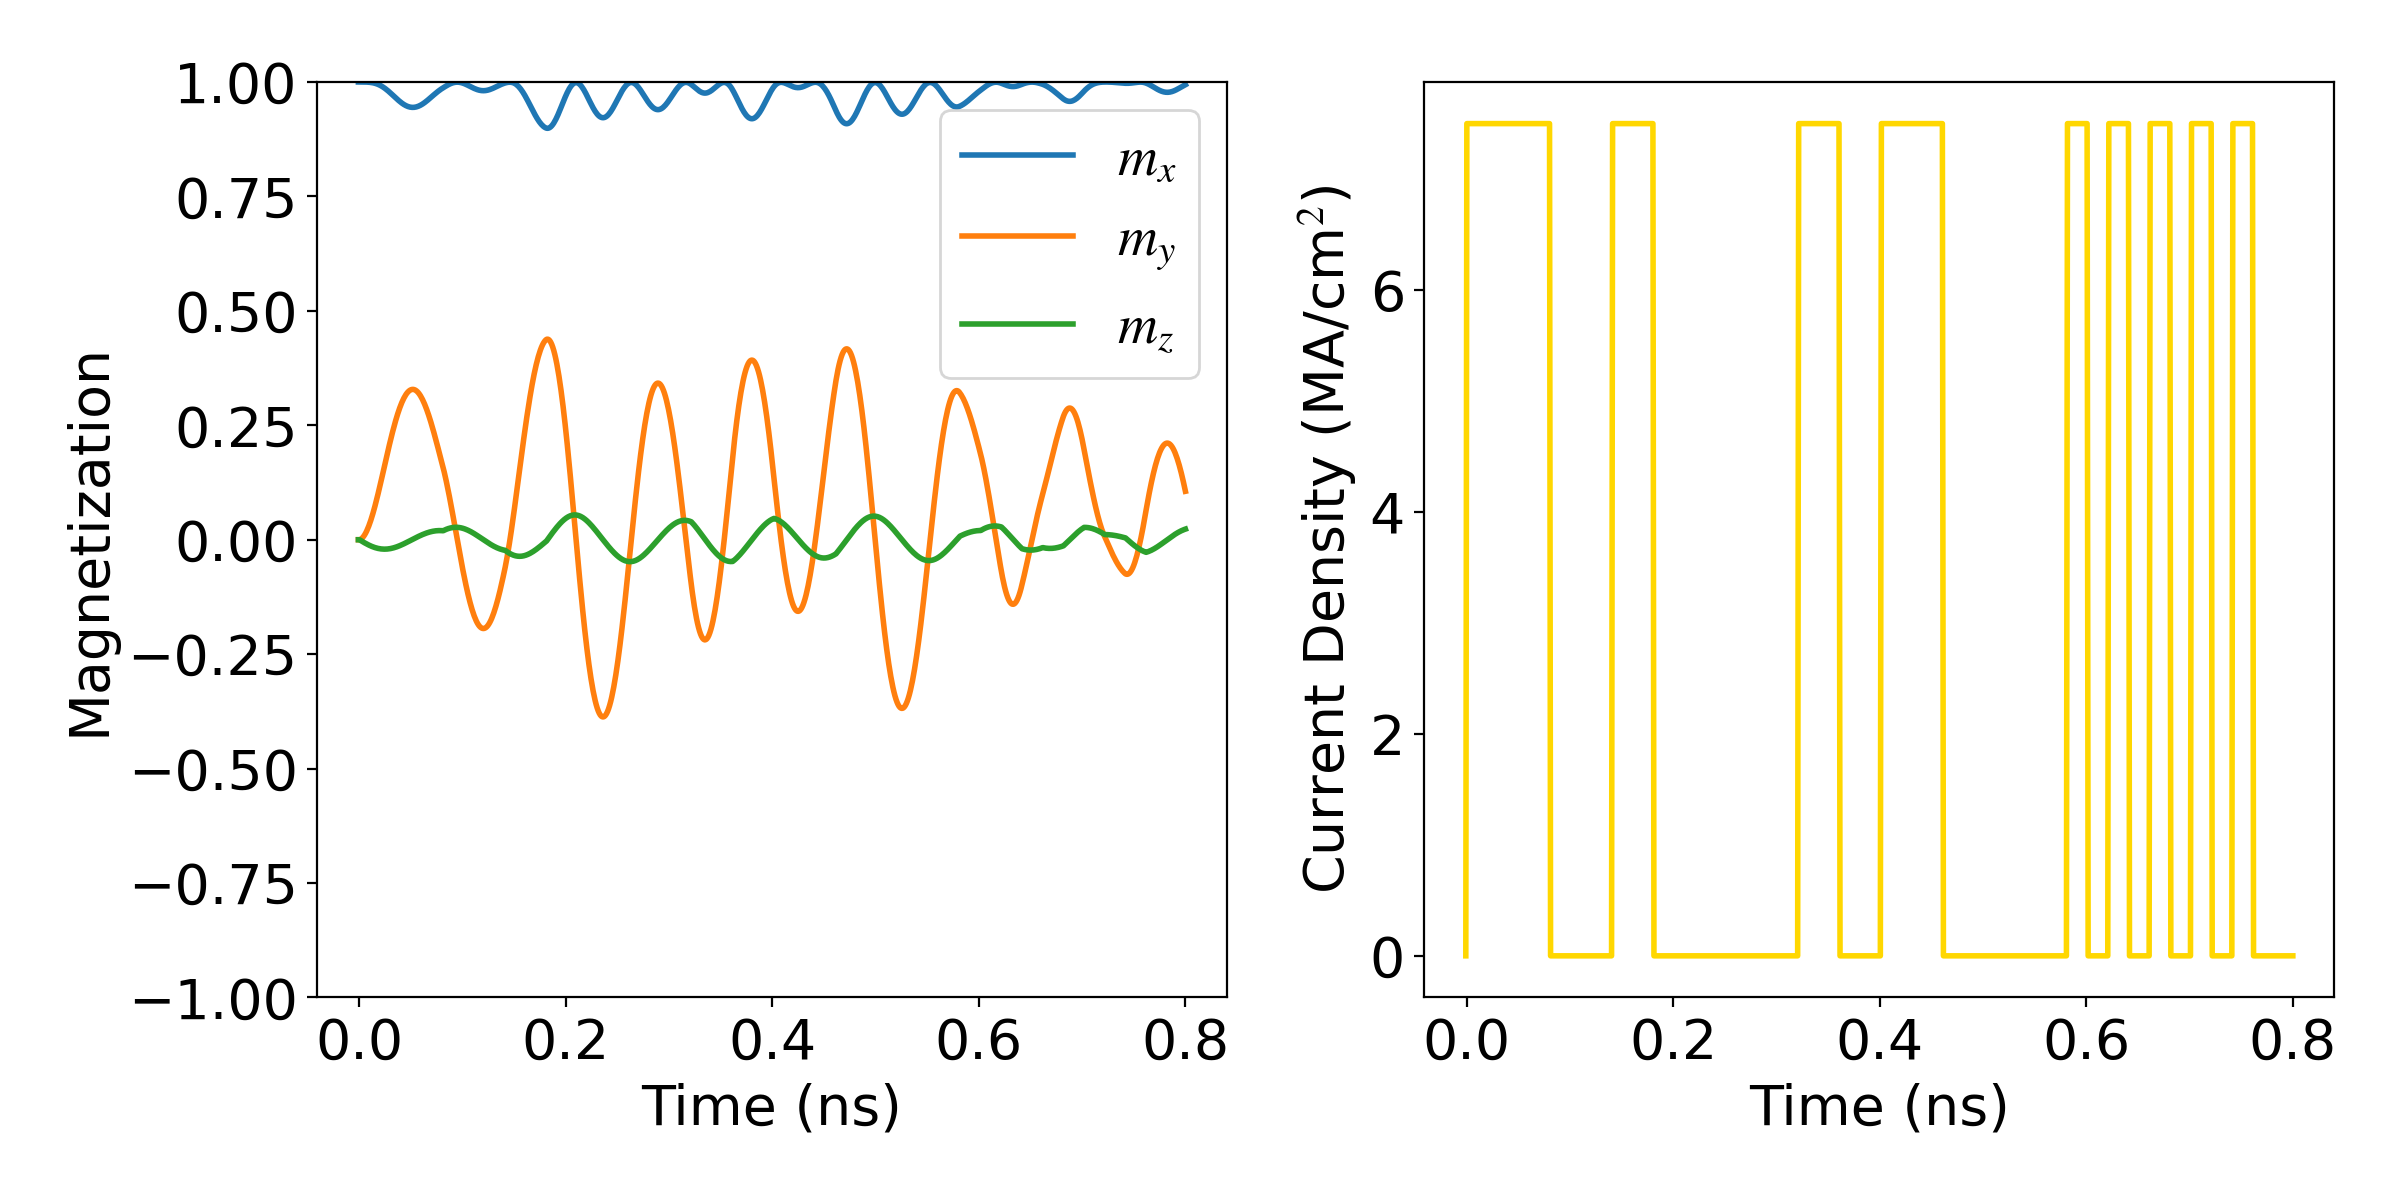 1.00
0.75
0.50
0.25
0.00
−0.25
−0.50
−0.75
−1.00
Magnetization
0.0 0.2 0.4 0.6 0.8
Time (ns)
m_x
m_y
m_z
6
4
2
0
Current Density (MA/cm²)
0.0 0.2 0.4 0.6 0.8
Time (ns)